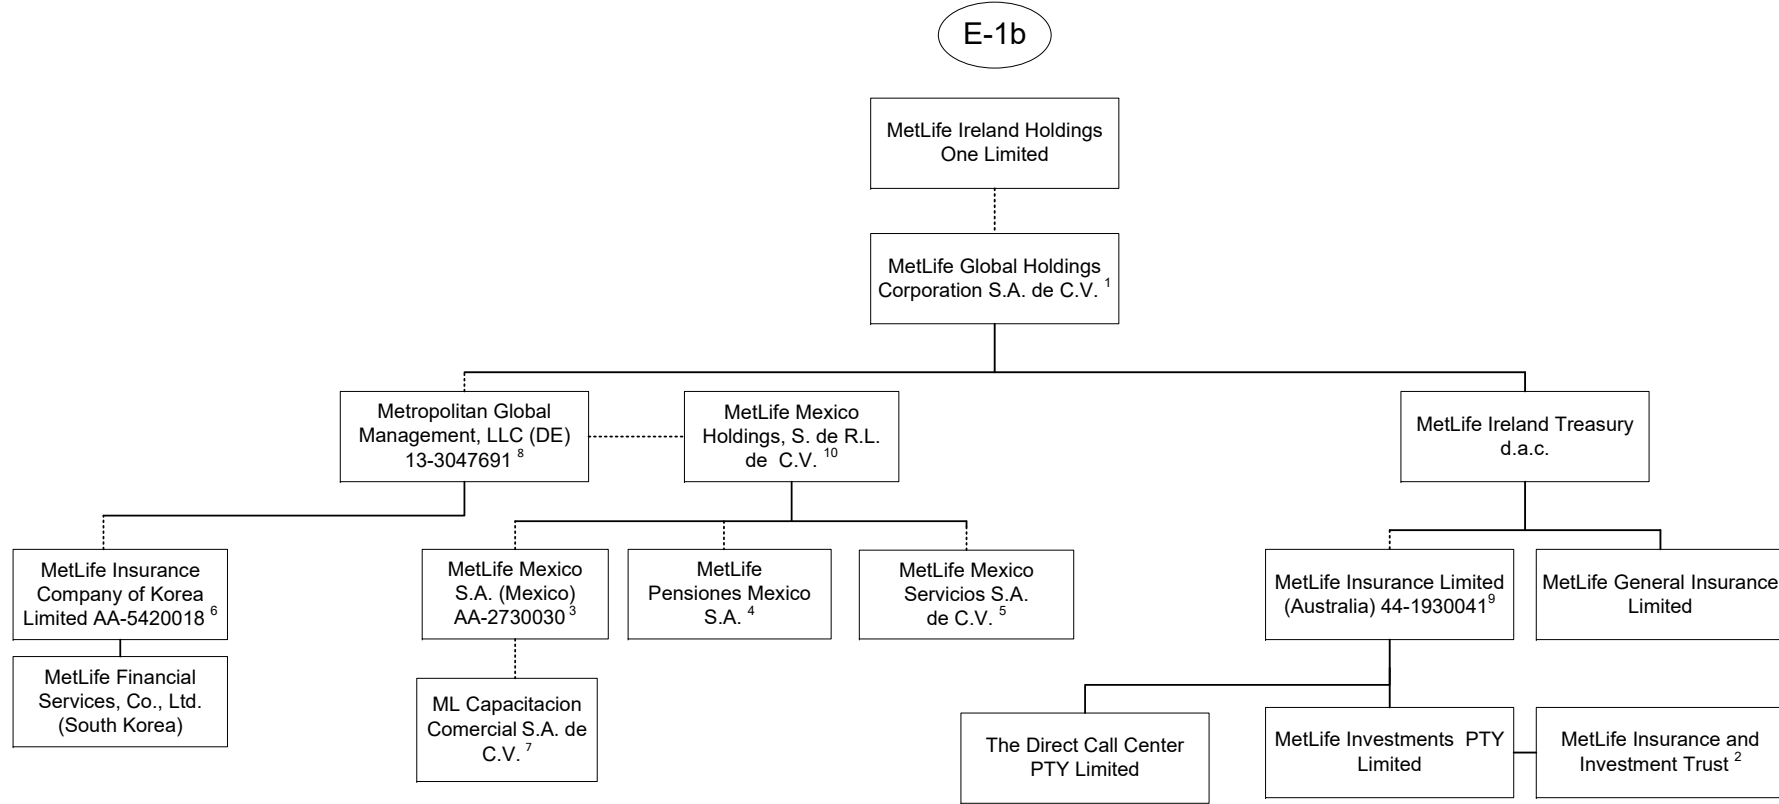 E-1b
MetLife Ireland Holdings
One Limited
MetLife Global Holdings
Corporation S.A. de C.V. 1
Metropolitan Global
Management, LLC (DE)
13-3047691 8
MetLife Mexico
Holdings, S. de R.L.
de C.V. 10
MetLife Ireland Treasury
d.a.c.
MetLife Insurance
Company of Korea
Limited AA-5420018 6
MetLife Mexico
S.A. (Mexico)
AA-2730030 3
MetLife
Pensiones Mexico
S.A. 4
MetLife Mexico
Servicios S.A.
de C.V. 5
MetLife Insurance Limited
(Australia) 44-1930041 9
MetLife General Insurance
Limited
MetLife Financial
Services, Co., Ltd.
(South Korea)
ML Capacitacion
Comercial S.A. de
C.V. 7
The Direct Call Center
PTY Limited
MetLife Investments PTY
Limited
MetLife Insurance and
Investment Trust 2